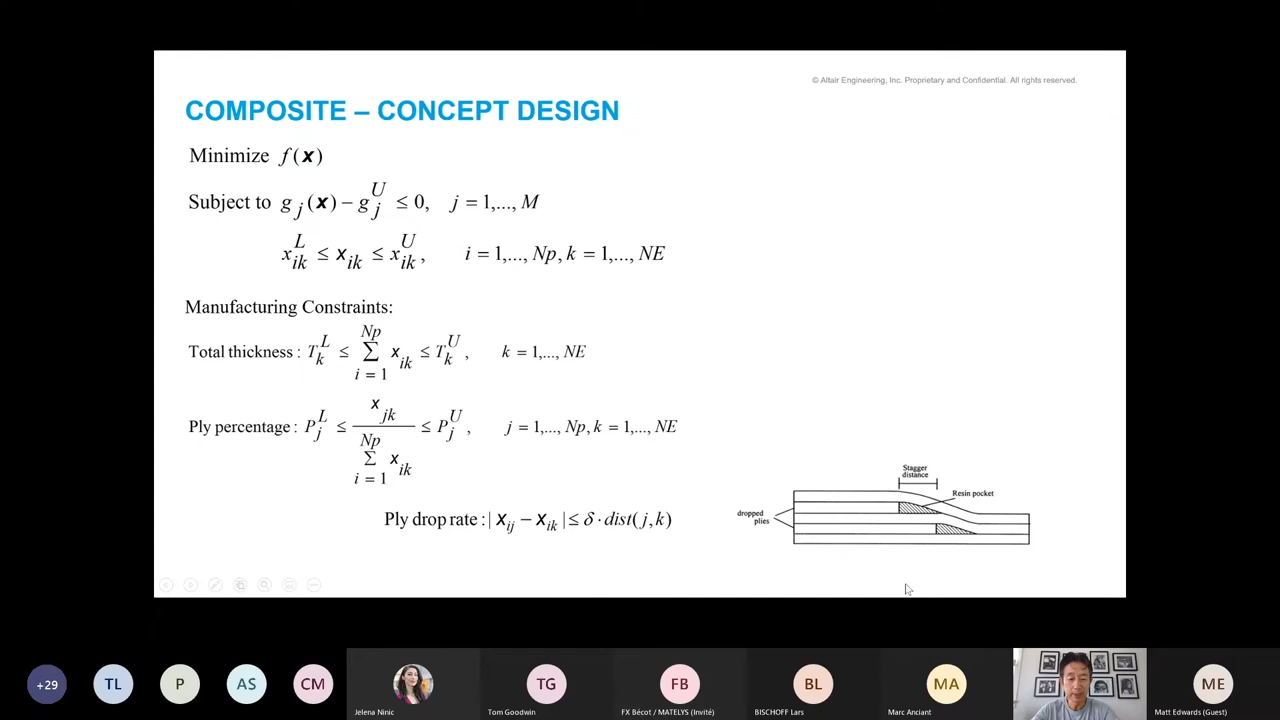 © Altair Engineering, Inc. Proprietary and Confidential. All rights reserved.
COMPOSITE – CONCEPT DESIGN
Minimize f(x)
Subject to g_j(x) − g_j^U ≤ 0, j = 1,..., M
x_ik^L ≤ x_ik ≤ x_ik^U, i = 1,..., Np, k = 1,..., NE
Manufacturing Constraints:
Total thickness : T_k^L ≤ Σ_{i = 1}^{Np} x_ik ≤ T_k^U, k = 1,..., NE
Ply percentage : P_j^L ≤ x_jk / Σ_{i = 1}^{Np} x_ik ≤ P_j^U, j = 1,..., Np, k = 1,..., NE
Ply drop rate : | x_ij − x_ik | ≤ δ · dist(j, k)
Stagger
distance
Resin pocket
dropped
plies
+29
TL
P
AS
CM
Jelena Ninic
TG
Tom Goodwin
FB
FX Bécot / MATELYS (Invité)
BL
BISCHOFF Lars
MA
Marc Anciant
ME
Matt Edwards (Guest)